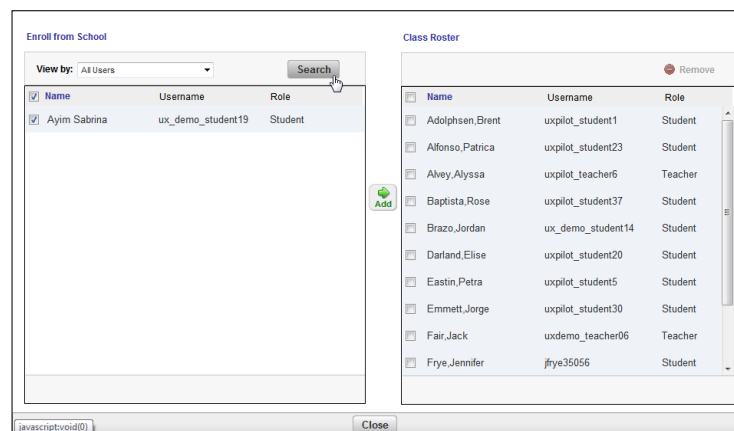 Enroll from School
Class Roster
View by: All Users Search
Remove
Name Username Role
Ayim Sabrina ux_demo_student19 Student
Add
Name Username Role
Adolphsen,Brent uxpilot_student1 Student
Alfonso,Patrica uxpilot_student23 Student
Alvey,Alyssa uxpilot_teacher6 Teacher
Baptista,Rose uxpilot_student37 Student
Brazo,Jordan ux_demo_student14 Student
Darland,Elise uxpilot_student20 Student
Eastin,Petra uxpilot_student5 Student
Emmett,Jorge uxpilot_student30 Student
Fair,Jack uxdemo_teacher06 Teacher
Frye,Jennifer jfrye35056 Student
javascript:void(0)
Close